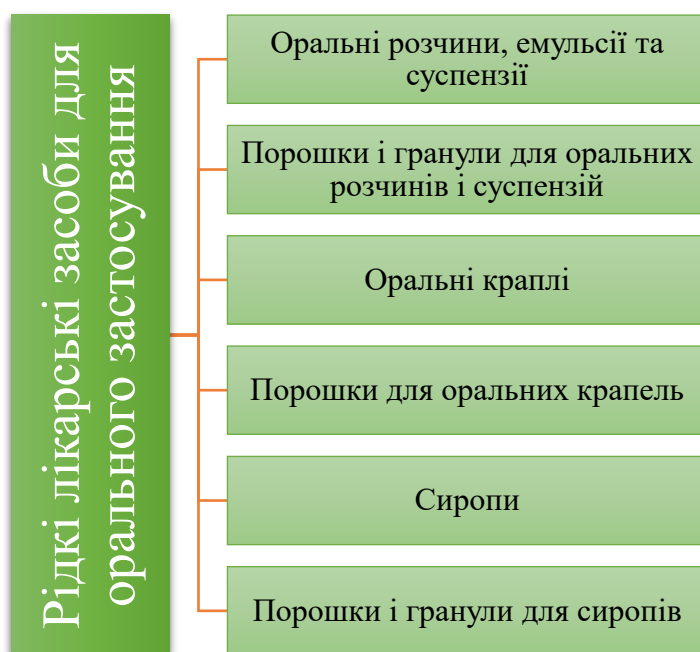 Рідкі лікарські засоби для
орального застосування
Оральні розчини, емульсії та
суспензії
Порошки і гранули для оральних
розчинів і суспензій
Оральні краплі
Порошки для оральних крапель
Сиропи
Порошки і гранули для сиропів